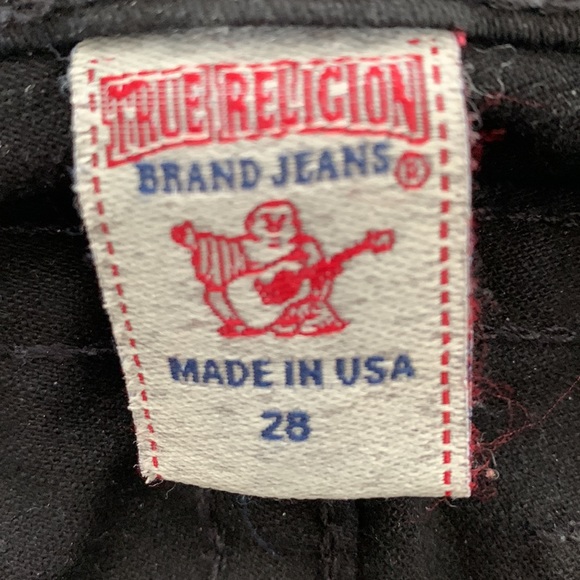 TRUE RELIGION
BRAND JEANS®
MADE IN USA
28